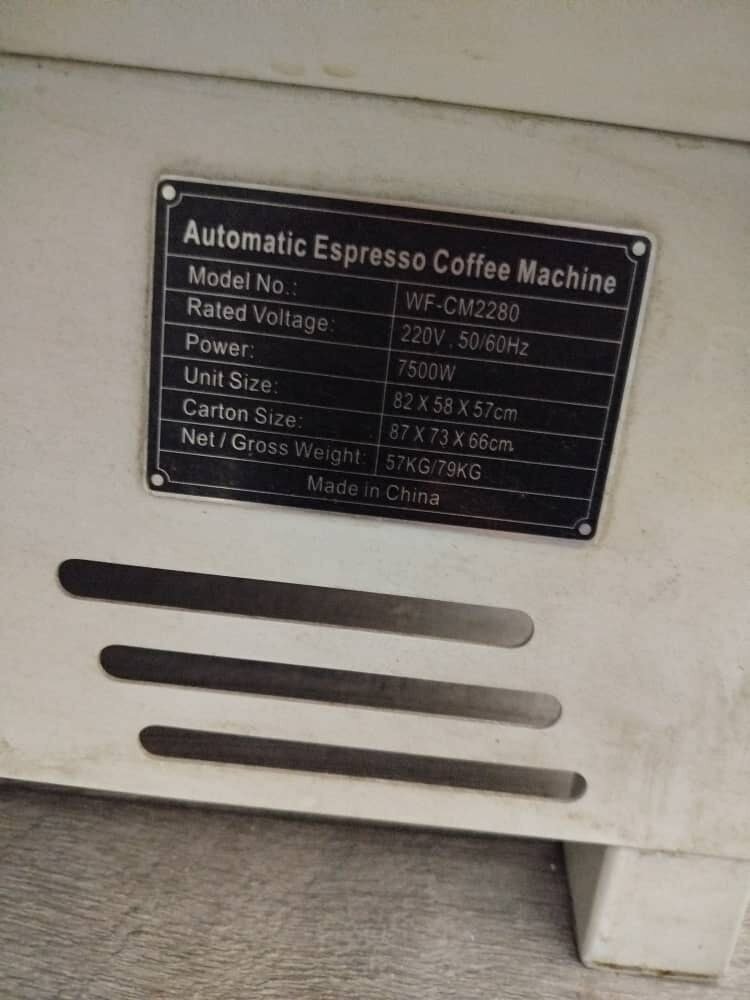 Automatic Espresso Coffee Machine
Model No.: WF-CM2280
Rated Voltage: 220V . 50/60Hz
Power: 7500W
Unit Size: 82 X 58 X 57cm
Carton Size: 87 X 73 X 66cm
Net / Gross Weight: 57KG/79KG
Made in China